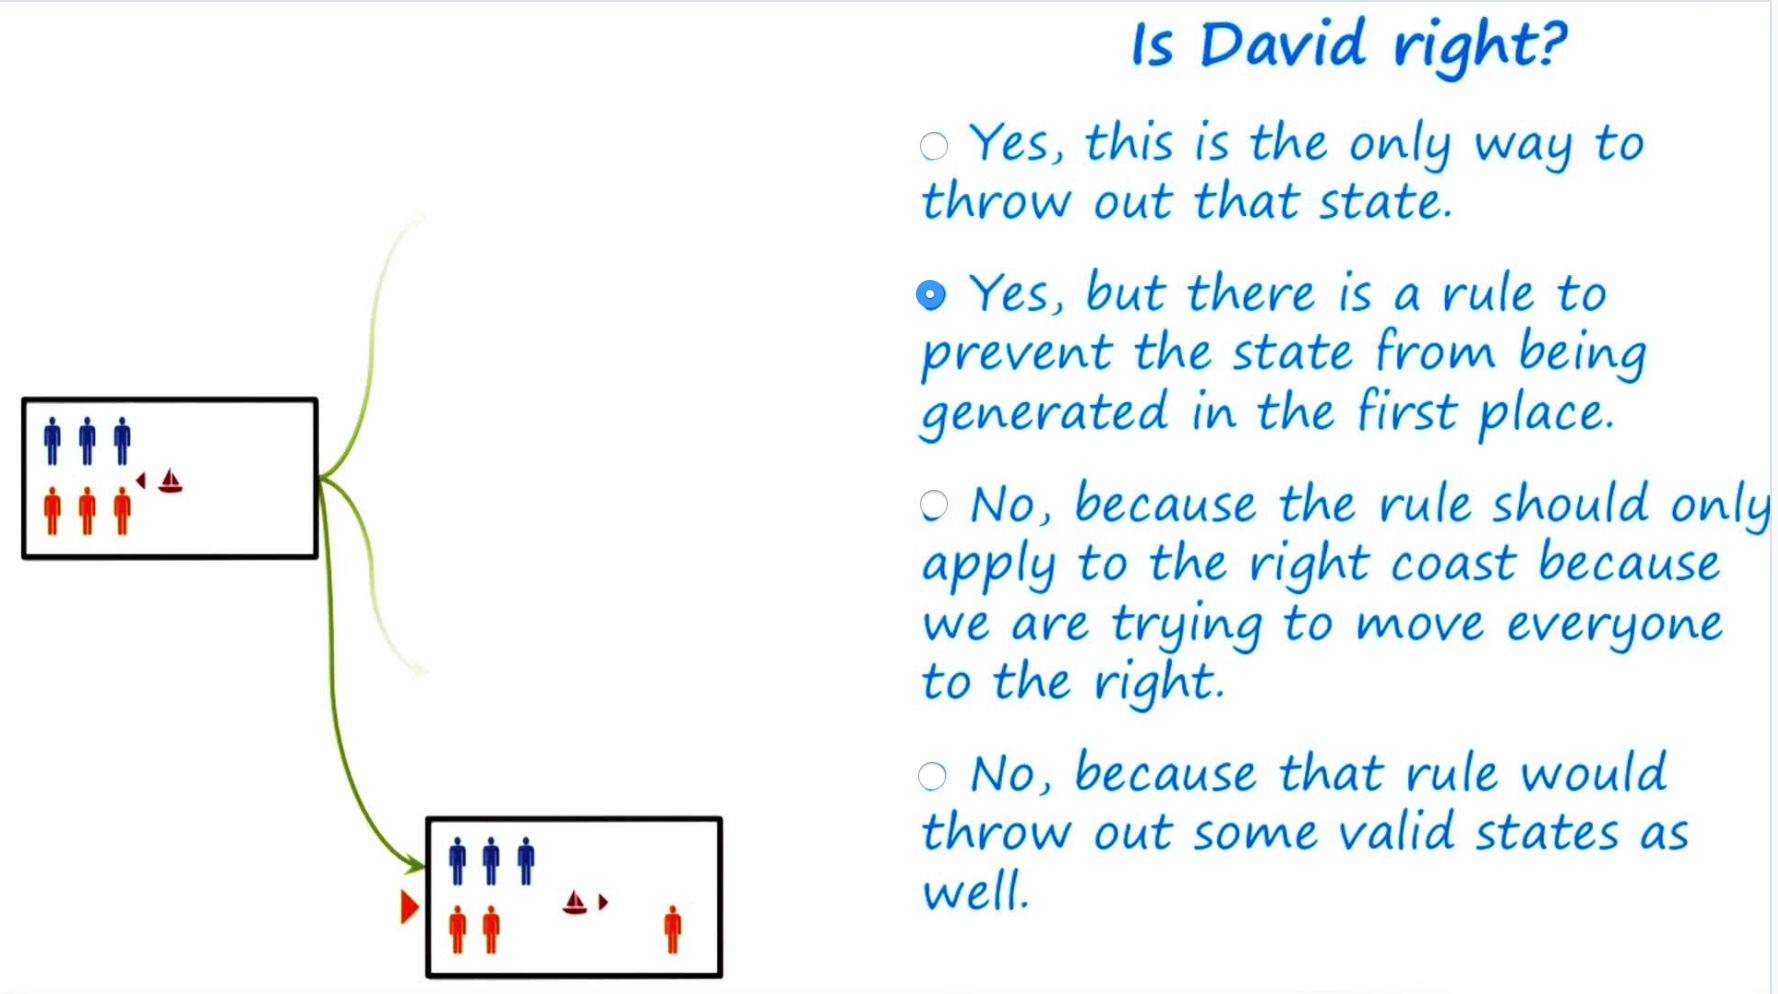 Is David right?
Yes, this is the only way to
throw out that state.
Yes, but there is a rule to
prevent the state from being
generated in the first place.
No, because the rule should only
apply to the right coast because
we are trying to move everyone
to the right.
No, because that rule would
throw out some valid states as
well.